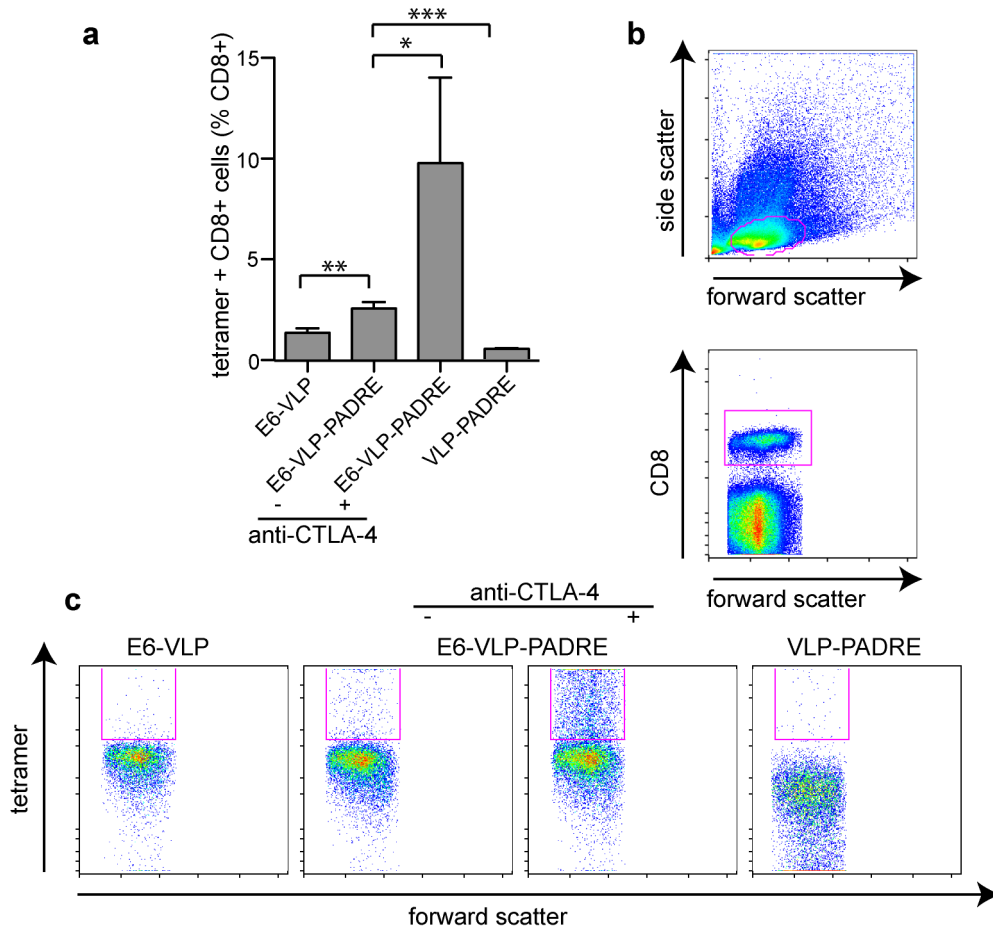 a
***
*
**
15
10
5
0
tetramer + CD8+ cells (% CD8+)
E6-VLP
E6-VLP-PADRE
E6-VLP-PADRE
VLP-PADRE
- +
anti-CTLA-4
b
side scatter
forward scatter
CD8
forward scatter
c
anti-CTLA-4
- +
E6-VLP E6-VLP-PADRE VLP-PADRE
tetramer
forward scatter